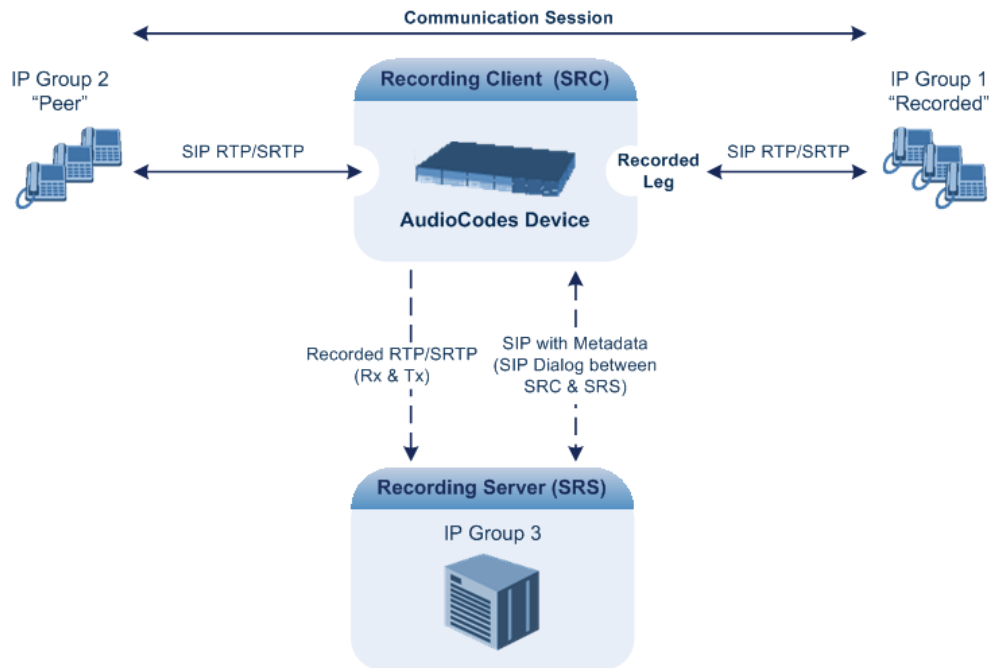 Communication Session
IP Group 2
“Peer”
Recording Client (SRC)
IP Group 1
“Recorded”
SIP RTP/SRTP
Recorded
Leg
SIP RTP/SRTP
AudioCodes Device
Recorded RTP/SRTP
(Rx & Tx)
SIP with Metadata
(SIP Dialog between
SRC & SRS)
Recording Server (SRS)
IP Group 3